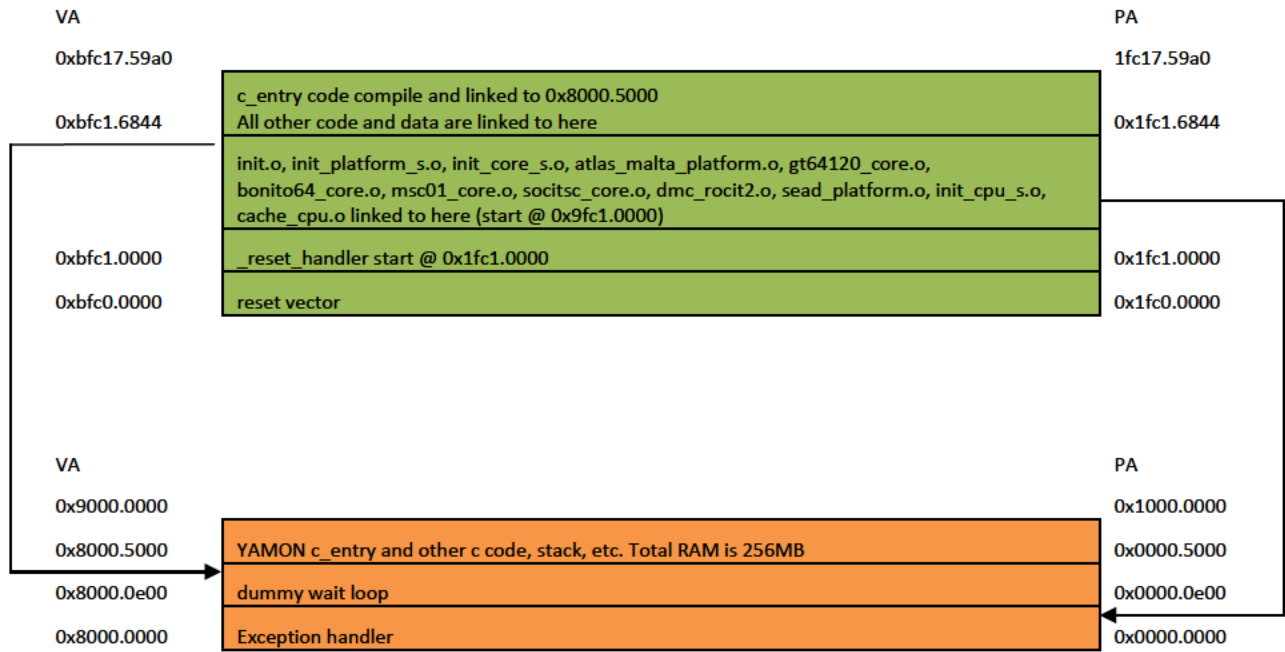 VA
PA
0xbfc17.59a0
1fc17.59a0
c_entry code compile and linked to 0x8000.5000
0xbfc1.6844
All other code and data are linked to here
0x1fc1.6844
init.o, init_platform_s.o, init_core_s.o, atlas_malta_platform.o, gt64120_core.o,
bonito64_core.o, msc01_core.o, socitsc_core.o, dmc_rocit2.o, sead_platform.o, init_cpu_s.o,
cache_cpu.o linked to here (start @ 0x9fc1.0000)
0xbfc1.0000
_reset_handler start @ 0x1fc1.0000
0x1fc1.0000
0xbfc0.0000
reset vector
0x1fc0.0000
VA
PA
0x9000.0000
0x1000.0000
0x8000.5000
YAMON c_entry and other c code, stack, etc. Total RAM is 256MB
0x0000.5000
0x8000.0e00
dummy wait loop
0x0000.0e00
0x8000.0000
Exception handler
0x0000.0000